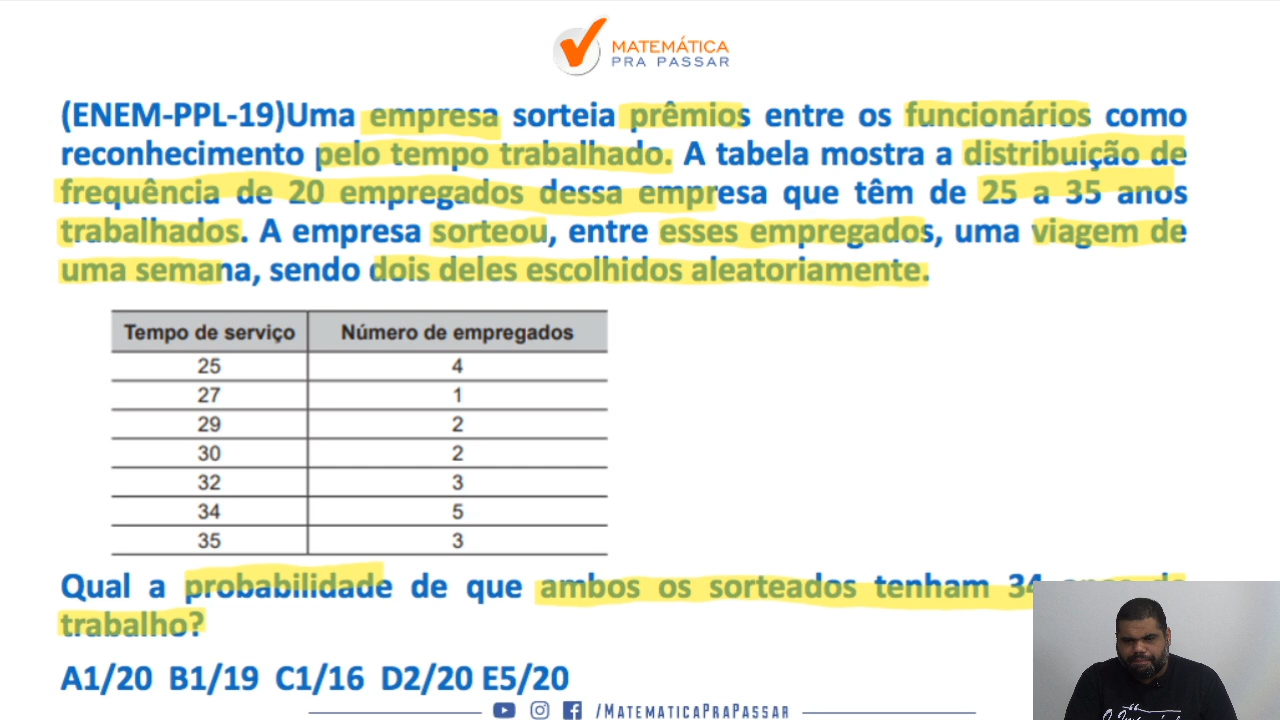 MATEMÁTICA
PRA PASSAR
(ENEM-PPL-19)Uma empresa sorteia prêmios entre os funcionários como
reconhecimento pelo tempo trabalhado. A tabela mostra a distribuição de
frequência de 20 empregados dessa empresa que têm de 25 a 35 anos
trabalhados. A empresa sorteou, entre esses empregados, uma viagem de
uma semana, sendo dois deles escolhidos aleatoriamente.
Tempo de serviço Número de empregados
25 4
27 1
29 2
30 2
32 3
34 5
35 3
Qual a probabilidade de que ambos os sorteados tenham 34
trabalho?
A1/20 B1/19 C1/16 D2/20 E5/20
/MATEMATICAPRAPASSAR